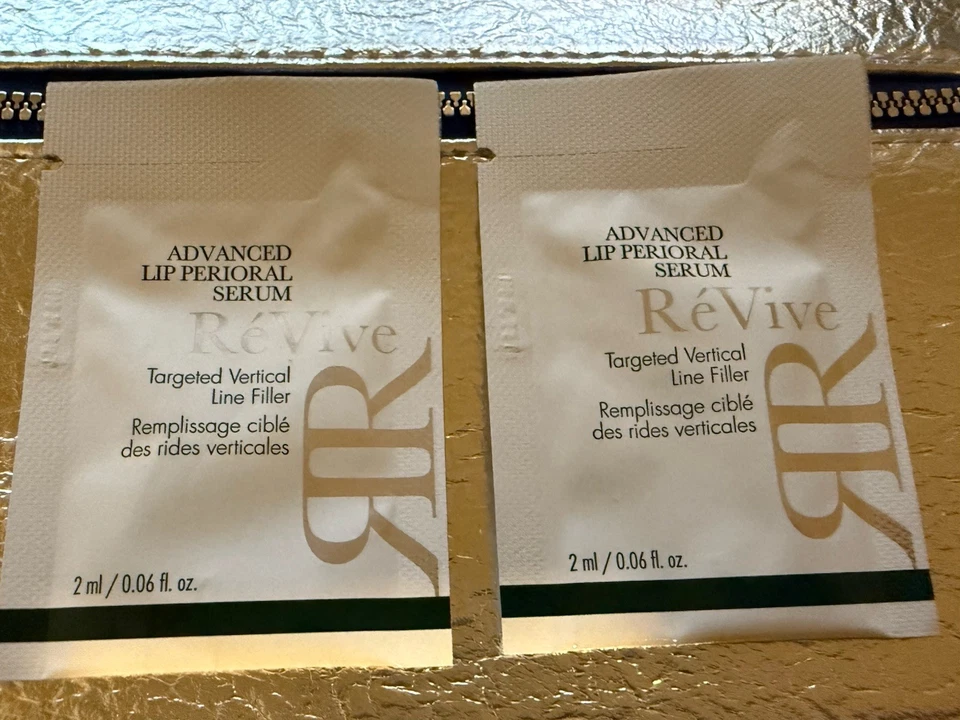 ADVANCED
LIP PERIORAL
SERUM
RéVive
Targeted Vertical
Line Filler
Remplissage ciblé
des rides verticales
RR
2 ml / 0.06 fl. oz.
ADVANCED
LIP PERIORAL
SERUM
RéVive
Targeted Vertical
Line Filler
Remplissage ciblé
des rides verticales
RR
2 ml / 0.06 fl. oz.